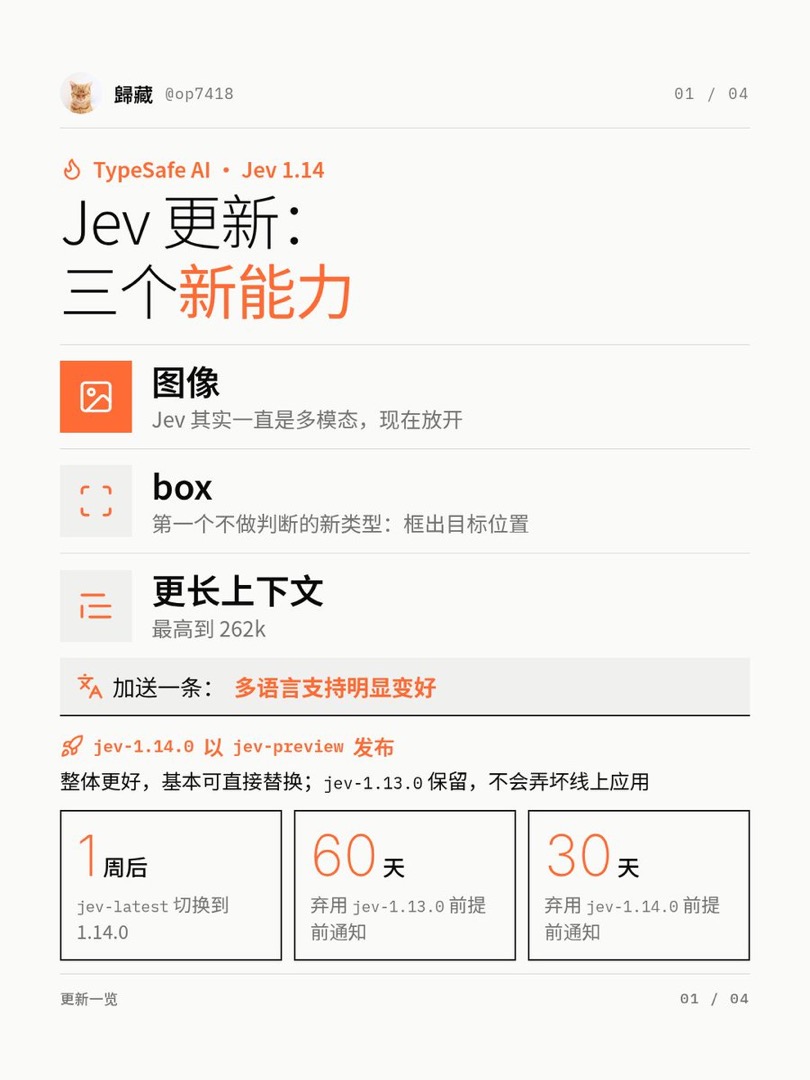 歸藏 @op7418
01 / 04
TypeSafe AI • Jev 1.14
Jev 更新：
三个新能力
图像
Jev 其实一直是多模态，现在放开
box
第一个不做判断的新类型：框出目标位置
更长上下文
最高到 262k
加送一条： 多语言支持明显变好
jev-1.14.0 以 jev-preview 发布
整体更好，基本可直接替换；jev-1.13.0 保留，不会弄坏线上应用
1 周后
jev-latest 切换到
1.14.0
60 天
弃用 jev-1.13.0 前提
前通知
30 天
弃用 jev-1.14.0 前提
前通知
更新一览
01 / 04